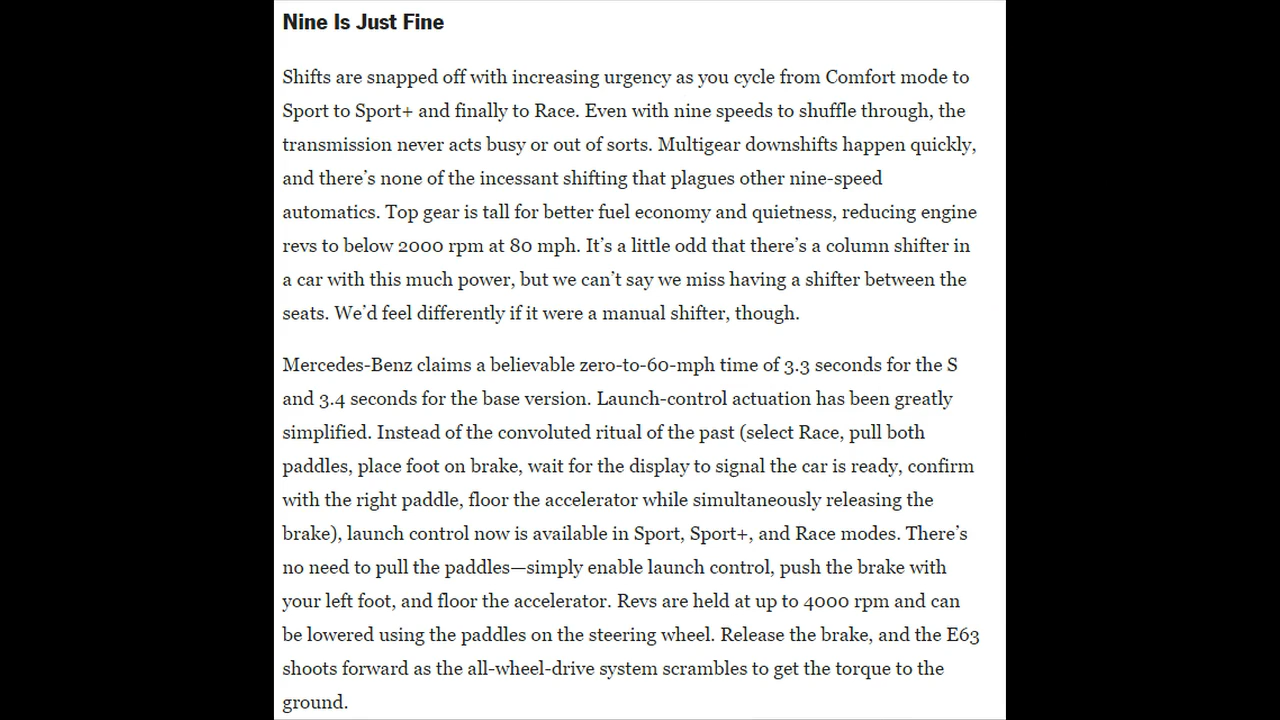 Nine Is Just Fine
Shifts are snapped off with increasing urgency as you cycle from Comfort mode to
Sport to Sport+ and finally to Race. Even with nine speeds to shuffle through, the
transmission never acts busy or out of sorts. Multigear downshifts happen quickly,
and there’s none of the incessant shifting that plagues other nine-speed
automatics. Top gear is tall for better fuel economy and quietness, reducing engine
revs to below 2000 rpm at 80 mph. It’s a little odd that there’s a column shifter in
a car with this much power, but we can’t say we miss having a shifter between the
seats. We’d feel differently if it were a manual shifter, though.
Mercedes-Benz claims a believable zero-to-60-mph time of 3.3 seconds for the S
and 3.4 seconds for the base version. Launch-control actuation has been greatly
simplified. Instead of the convoluted ritual of the past (select Race, pull both
paddles, place foot on brake, wait for the display to signal the car is ready, confirm
with the right paddle, floor the accelerator while simultaneously releasing the
brake), launch control now is available in Sport, Sport+, and Race modes. There’s
no need to pull the paddles—simply enable launch control, push the brake with
your left foot, and floor the accelerator. Revs are held at up to 4000 rpm and can
be lowered using the paddles on the steering wheel. Release the brake, and the E63
shoots forward as the all-wheel-drive system scrambles to get the torque to the
ground.